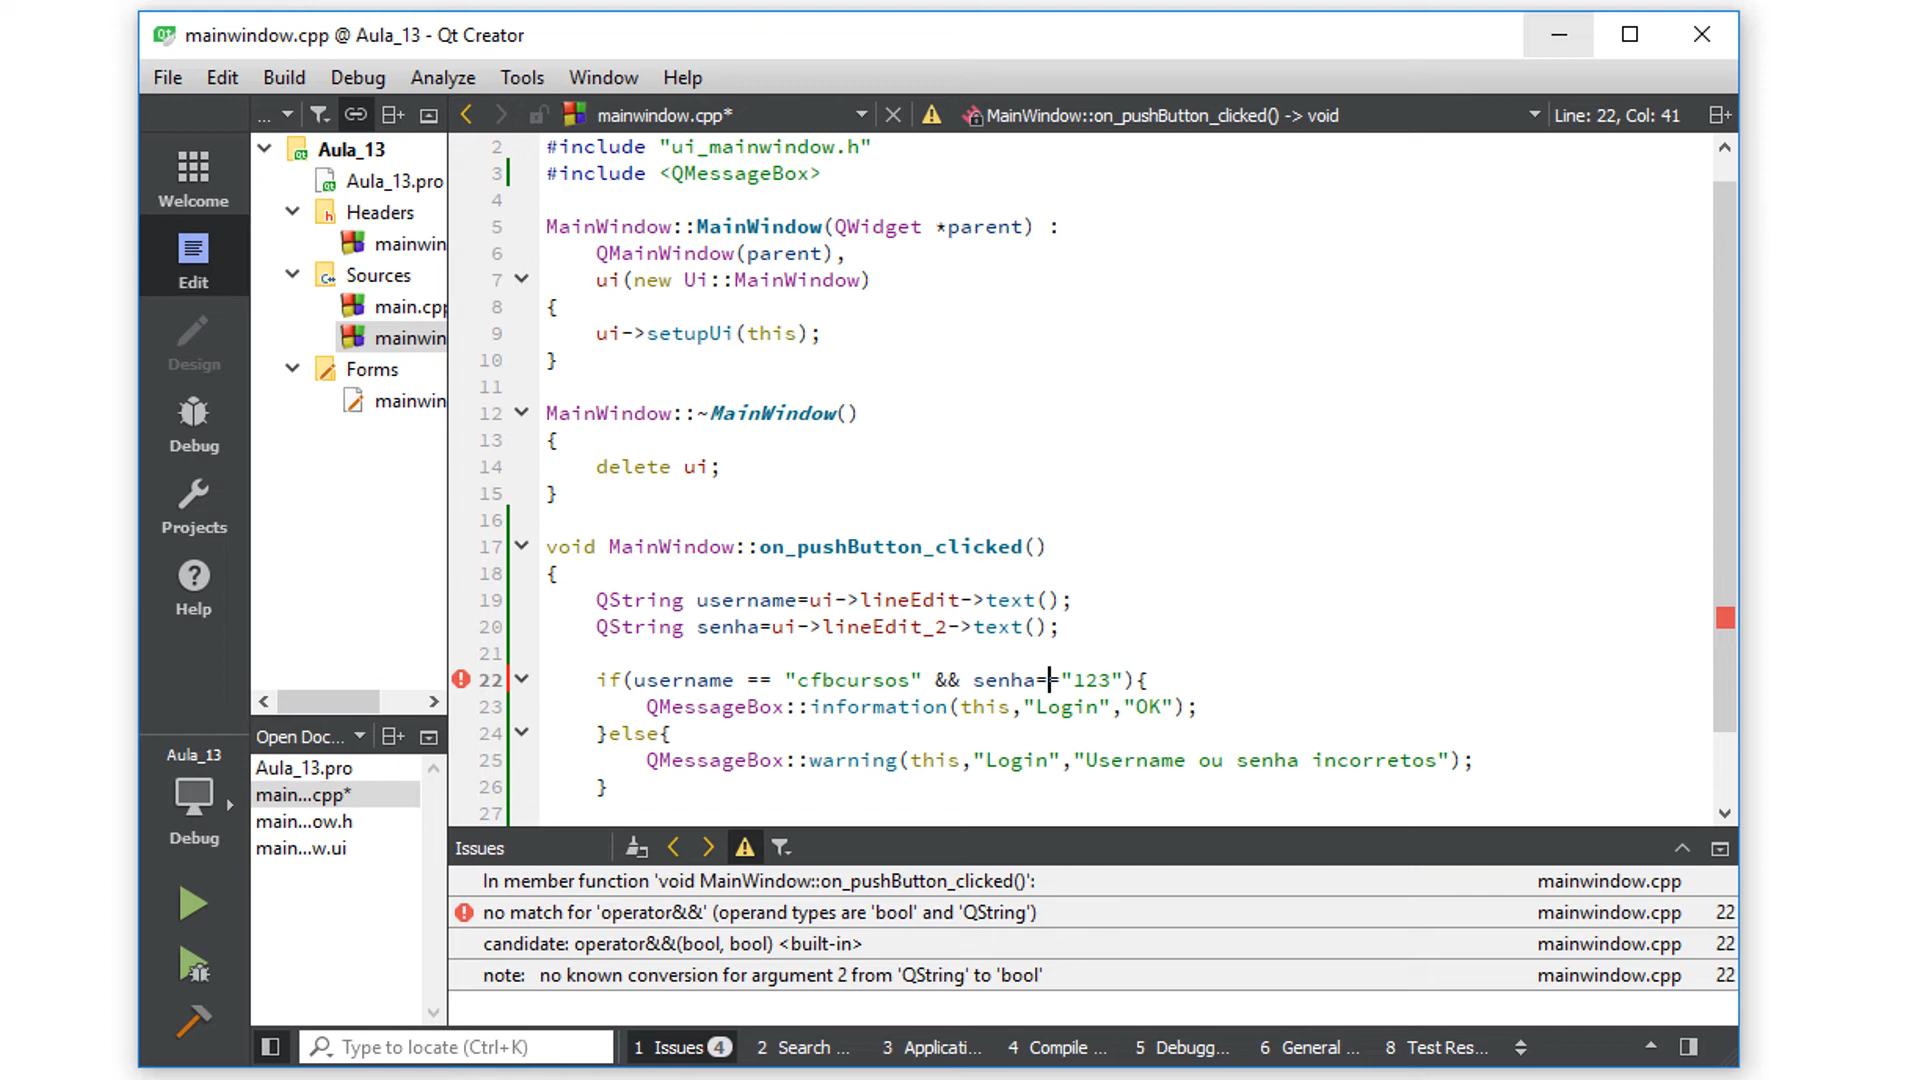 mainwindow.cpp @ Aula_13 - Qt Creator
File Edit Build Debug Analyze Tools Window Help
... mainwindow.cpp* MainWindow::on_pushButton_clicked() -> void Line: 22, Col: 41
Welcome
Edit
Design
Debug
Projects
Help
Aula_13
Debug
Aula_13
Aula_13.pro
Headers
mainwin
Sources
main.cpp
mainwin
Forms
mainwin
Open Doc...
Aula_13.pro
main...cpp*
main...ow.h
main...w.ui
2 #include "ui_mainwindow.h"
3 #include <QMessageBox>
4
5 MainWindow::MainWindow(QWidget *parent) :
6 QMainWindow(parent),
7 ui(new Ui::MainWindow)
8 {
9 ui->setupUi(this);
10 }
11
12 MainWindow::~MainWindow()
13 {
14 delete ui;
15 }
16
17 void MainWindow::on_pushButton_clicked()
18 {
19 QString username=ui->lineEdit->text();
20 QString senha=ui->lineEdit_2->text();
21
22 if(username == "cfbcursos" && senha=="123"){
23 QMessageBox::information(this,"Login","OK");
24 }else{
25 QMessageBox::warning(this,"Login","Username ou senha incorretos");
26 }
27
Issues
In member function 'void MainWindow::on_pushButton_clicked()': mainwindow.cpp
no match for 'operator&&' (operand types are 'bool' and 'QString') mainwindow.cpp 22
candidate: operator&&(bool, bool) <built-in> mainwindow.cpp 22
note: no known conversion for argument 2 from 'QString' to 'bool' mainwindow.cpp 22
Type to locate (Ctrl+K) 1 Issues 4 2 Search ... 3 Applicati... 4 Compile ... 5 Debugg... 6 General ... 8 Test Res...